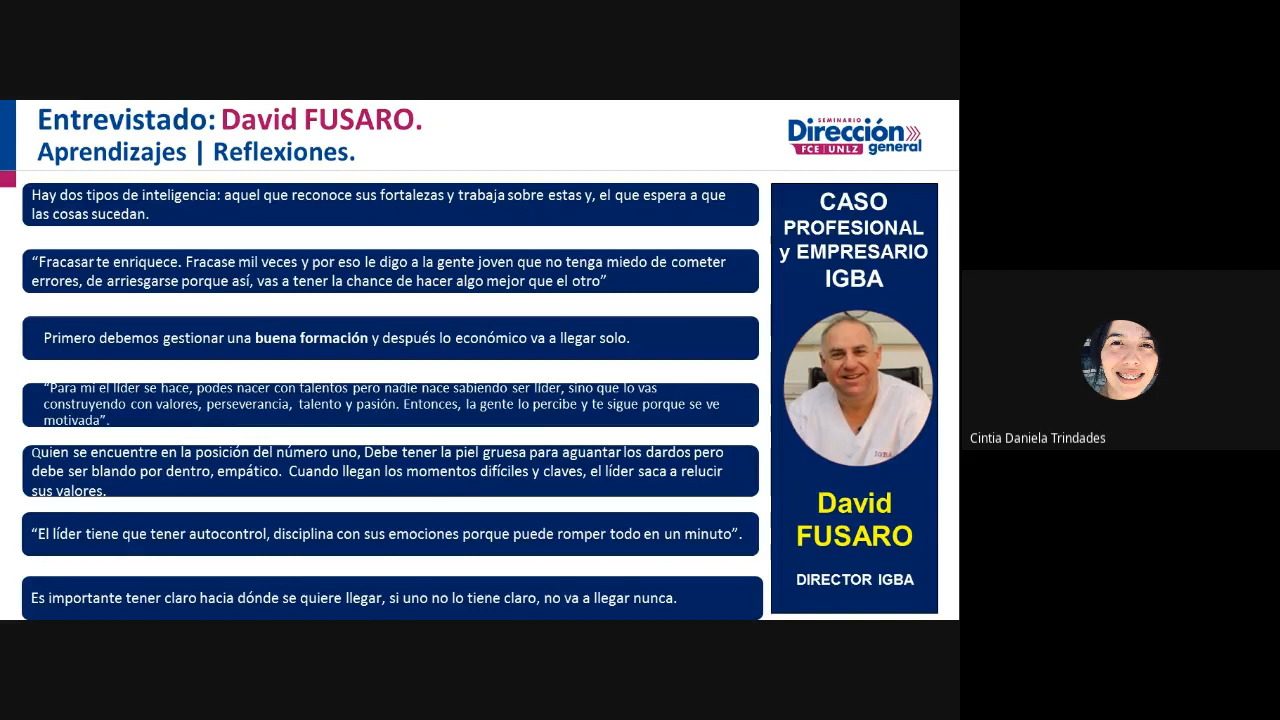 Entrevistado: David FUSARO.
Aprendizajes | Reflexiones.
SEMINARIO
Dirección
FCE UNLZ general
Hay dos tipos de inteligencia: aquel que reconoce sus fortalezas y trabaja sobre estas y, el que espera a que
las cosas sucedan.
“Fracasar te enriquece. Fracase mil veces y por eso le digo a la gente joven que no tenga miedo de cometer
errores, de arriesgarse porque así, vas a tener la chance de hacer algo mejor que el otro”
Primero debemos gestionar una buena formación y después lo económico va a llegar solo.
“Para mi el líder se hace, podes nacer con talentos pero nadie nace sabiendo ser líder, sino que lo vas
construyendo con valores, perseverancia, talento y pasión. Entonces, la gente lo percibe y te sigue porque se ve
motivada”.
Quien se encuentre en la posición del número uno, Debe tener la piel gruesa para aguantar los dardos pero
debe ser blando por dentro, empático. Cuando llegan los momentos difíciles y claves, el líder saca a relucir
sus valores.
“El líder tiene que tener autocontrol, disciplina con sus emociones porque puede romper todo en un minuto”.
Es importante tener claro hacia dónde se quiere llegar, si uno no lo tiene claro, no va a llegar nunca.
CASO
PROFESIONAL
y EMPRESARIO
IGBA
David
FUSARO
DIRECTOR IGBA
Cintia Daniela Trindades